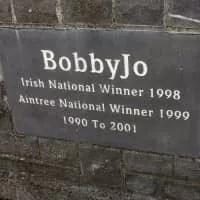 BobbyJo
Irish National Winner 1998
Aintree National Winner 1999
1990 To 2001